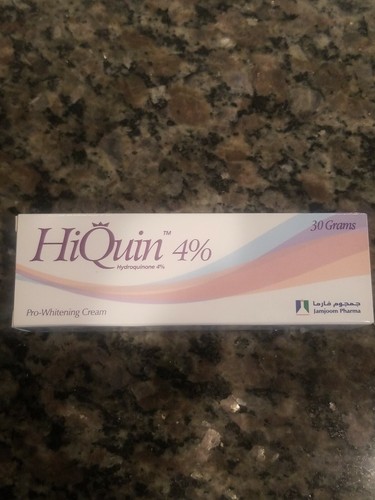 30 Grams
HiQuin™ 4%
Hydroquinone 4%
Pro-Whitening Cream
جمجوم فارما
Jamjoom Pharma